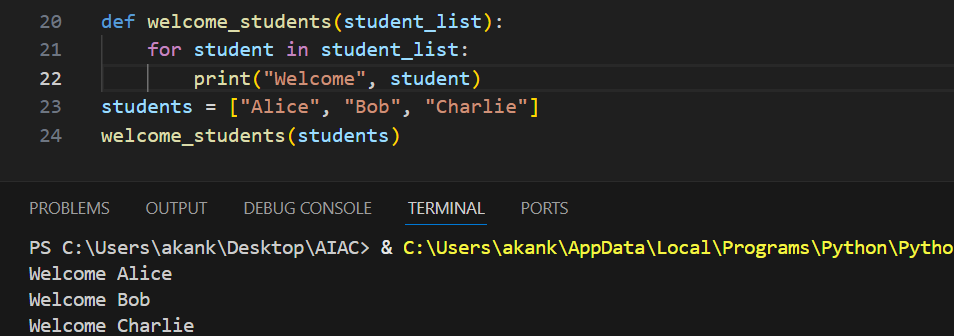 20 def welcome_students(student_list):
21     for student in student_list:
22         print("Welcome", student)
23 students = ["Alice", "Bob", "Charlie"]
24 welcome_students(students)
PROBLEMS OUTPUT DEBUG CONSOLE TERMINAL PORTS
PS C:\Users\akank\Desktop\AIAC> & C:\Users\akank\AppData\Local\Programs\Python\Pytho
Welcome Alice
Welcome Bob
Welcome Charlie